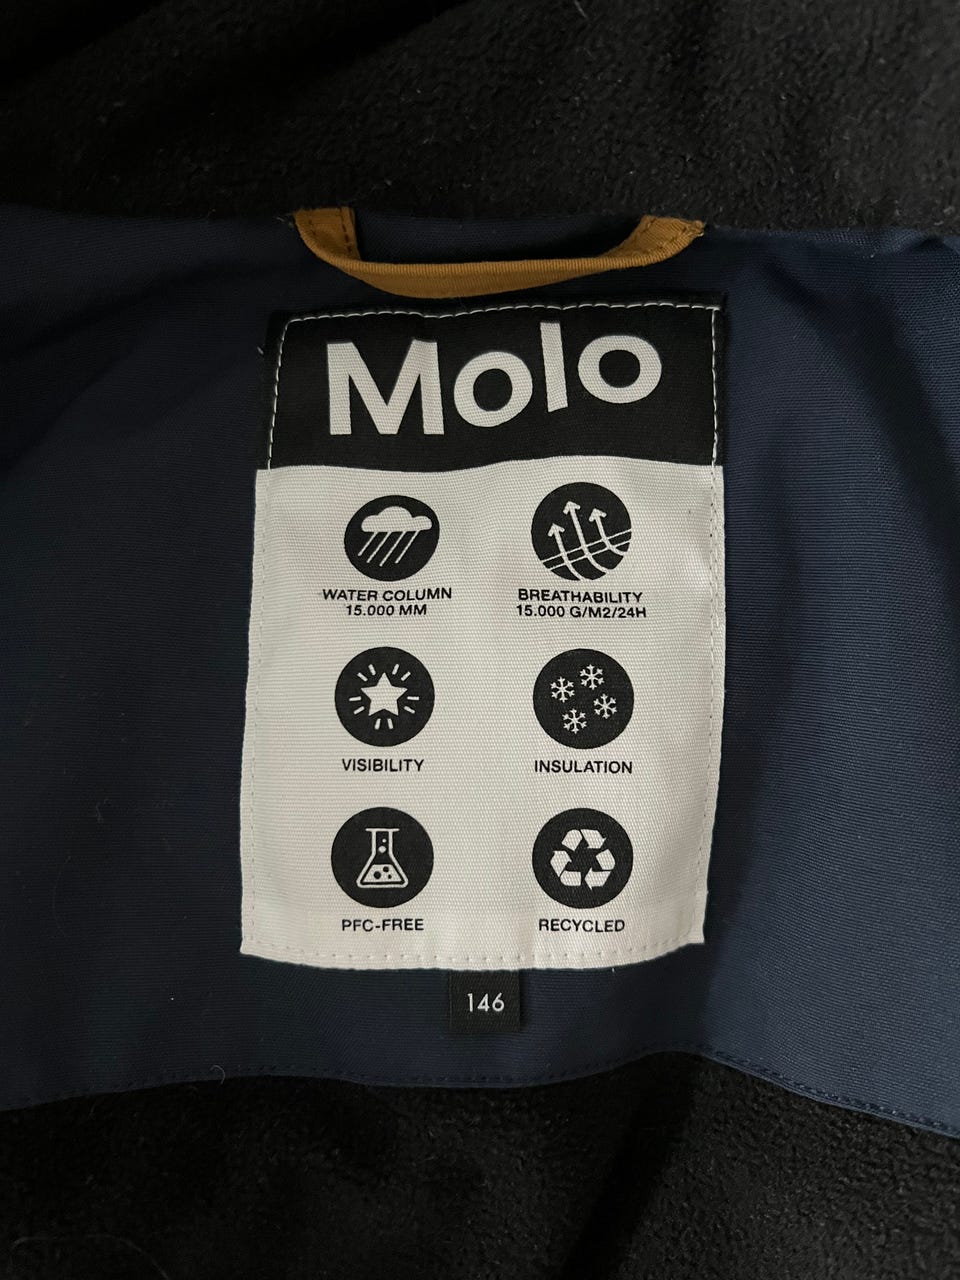 Molo
WATER COLUMN
15.000 MM
BREATHABILITY
15.000 G/M2/24H
VISIBILITY
INSULATION
PFC-FREE
RECYCLED
146